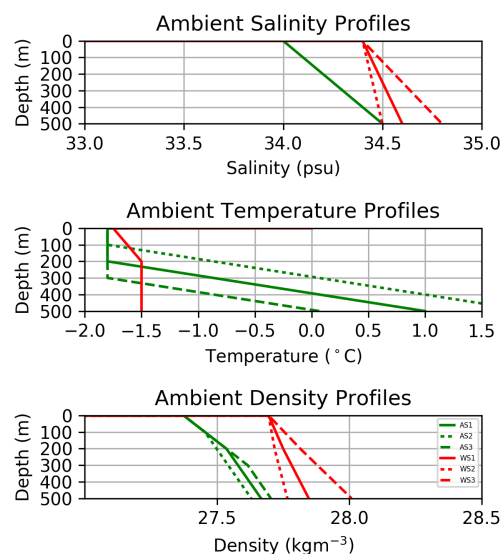 Ambient Salinity Profiles
0
100
200
300
400
500
Depth (m)
33.0 33.5 34.0 34.5 35.0
Salinity (psu)
Ambient Temperature Profiles
0
100
200
300
400
500
Depth (m)
−2.0 −1.5 −1.0 −0.5 0.0 0.5 1.0 1.5
Temperature (°C)
Ambient Density Profiles
0
100
200
300
400
500
Depth (m)
AS1
AS2
AS3
WS1
WS2
WS3
27.5 28.0 28.5
Density (kgm⁻³)